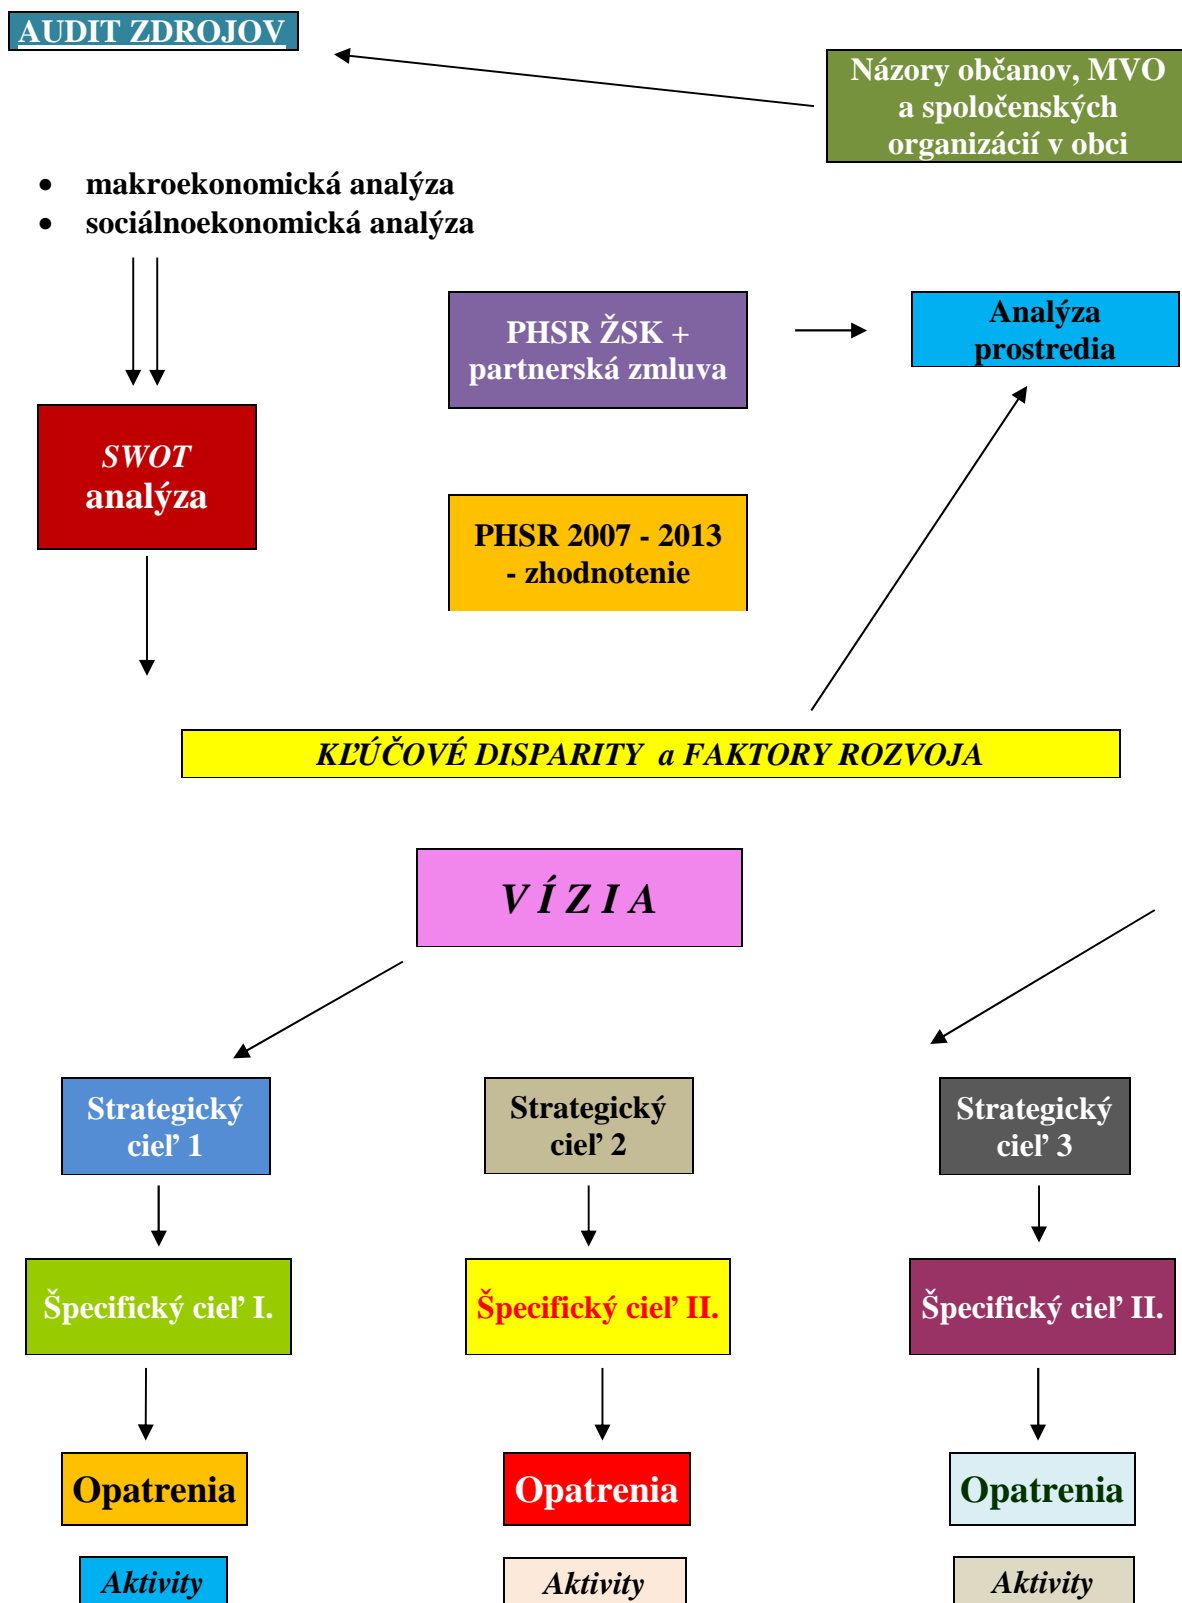 AUDIT ZDROJOV
Názory občanov, MVO
a spoločenských
organizácií v obci
• makroekonomická analýza
• sociálnoekonomická analýza
PHSR ŽSK +
partnerská zmluva
Analýza
prostredia
SWOT
analýza
PHSR 2007 - 2013
- zhodnotenie
KĽÚČOVÉ DISPARITY a FAKTORY ROZVOJA
V Í Z I A
Strategický
cieľ 1
Strategický
cieľ 2
Strategický
cieľ 3
Špecifický cieľ I.
Špecifický cieľ II.
Špecifický cieľ II.
Opatrenia
Opatrenia
Opatrenia
Aktivity
Aktivity
Aktivity